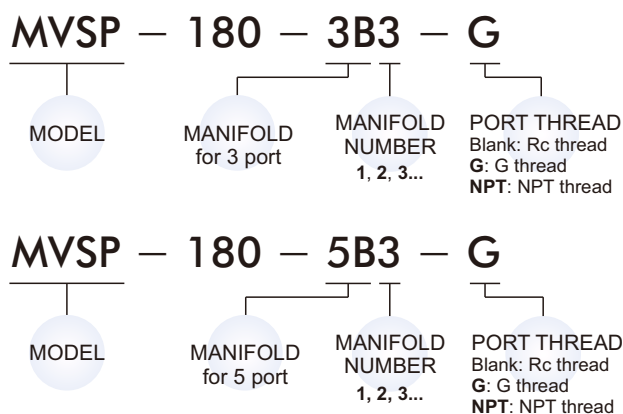 MVSP – 180 – 3B3 – G
MODEL
MANIFOLD
for 3 port
MANIFOLD
NUMBER
1, 2, 3...
PORT THREAD
Blank: Rc thread
G: G thread
NPT: NPT thread
MVSP – 180 – 5B3 – G
MODEL
MANIFOLD
for 5 port
MANIFOLD
NUMBER
1, 2, 3...
PORT THREAD
Blank: Rc thread
G: G thread
NPT: NPT thread